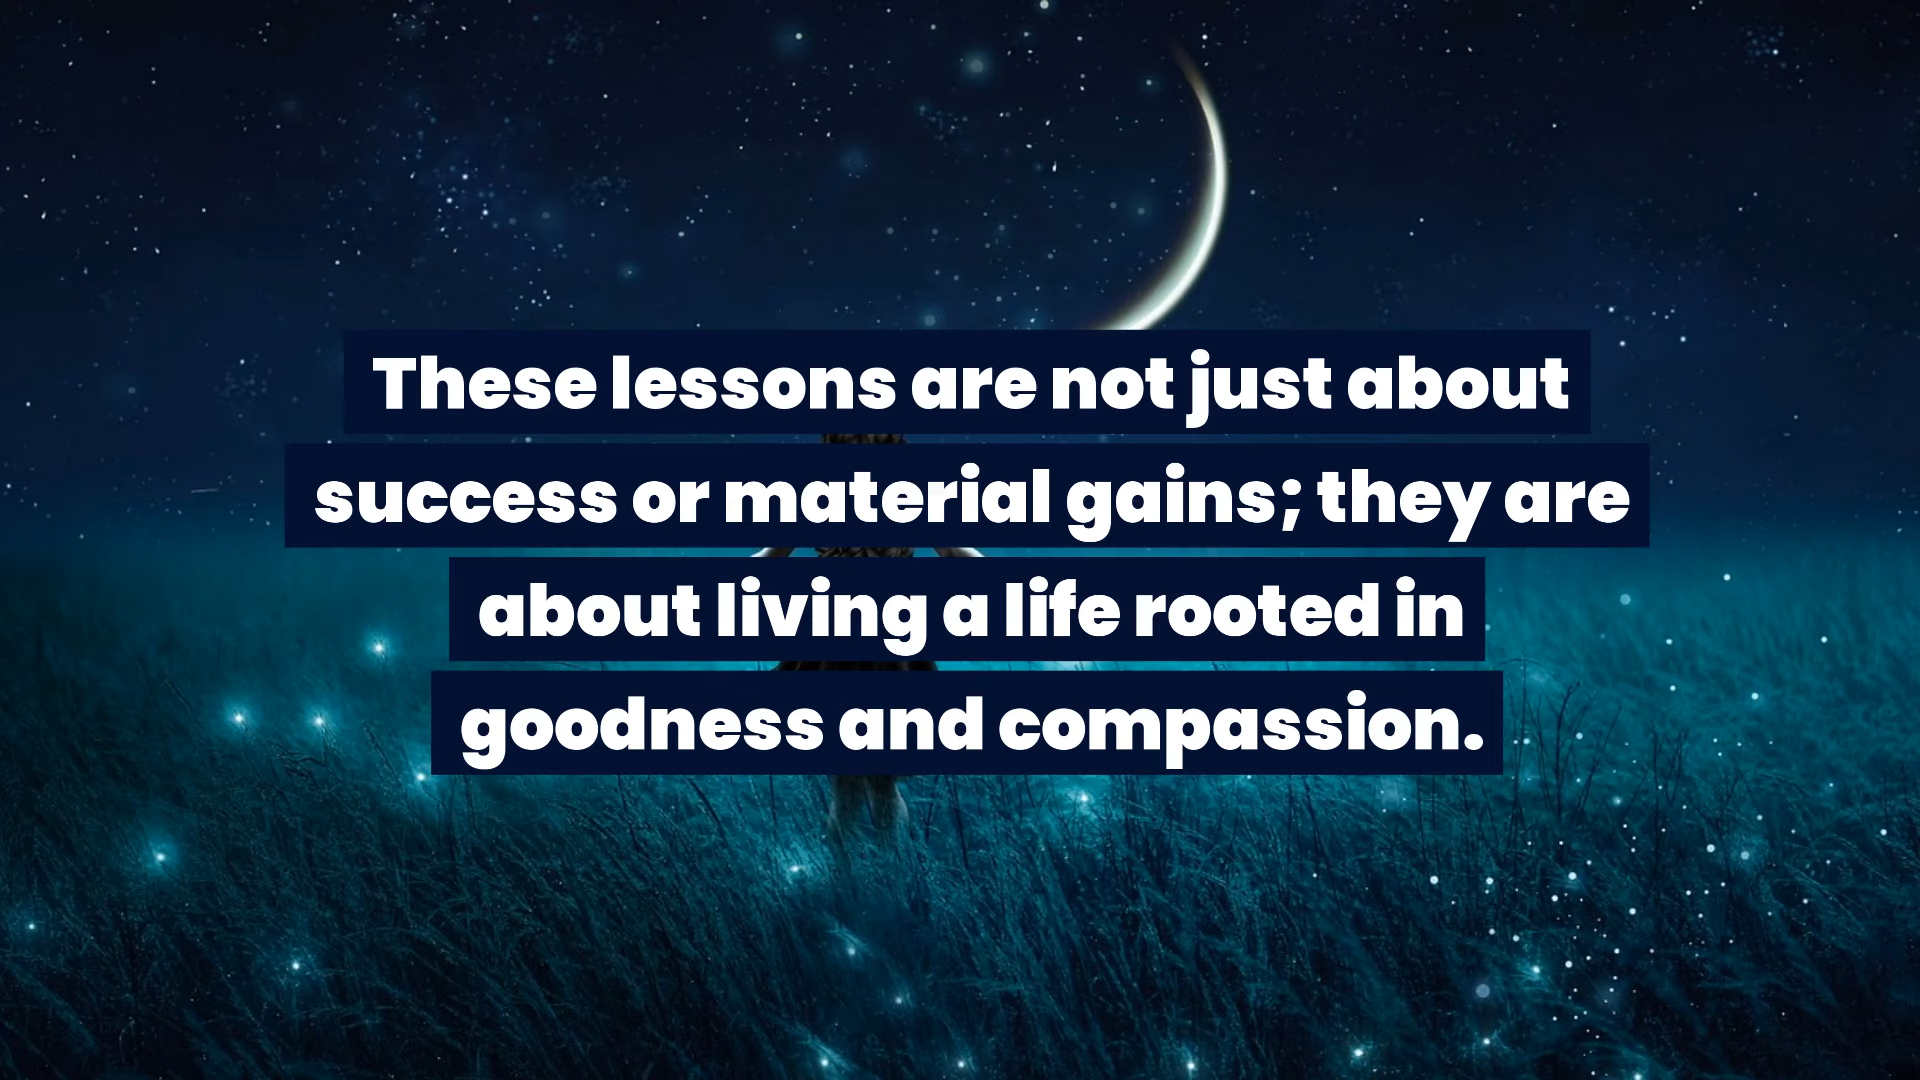 These lessons are not just about
success or material gains; they are
about living a life rooted in
goodness and compassion.